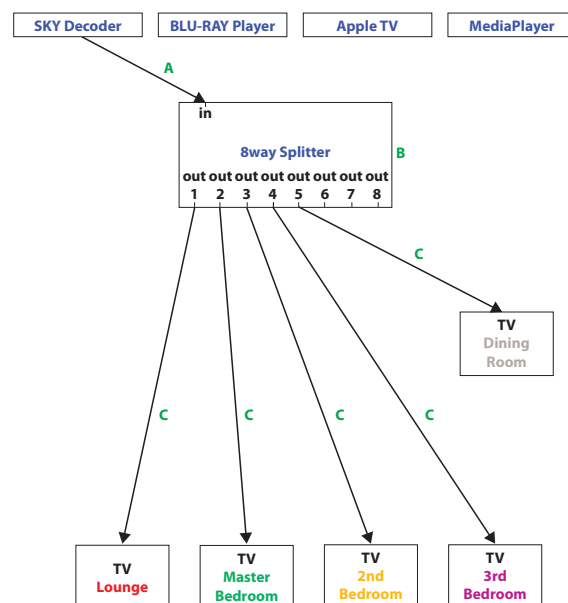 SKY Decoder
BLU-RAY Player
Apple TV
MediaPlayer
A
in
8way Splitter
B
out out out out out out out out
1 2 3 4 5 6 7 8
C
TV
Dining
Room
C
C
C
C
TV
Lounge
TV
Master
Bedroom
TV
2nd
Bedroom
TV
3rd
Bedroom